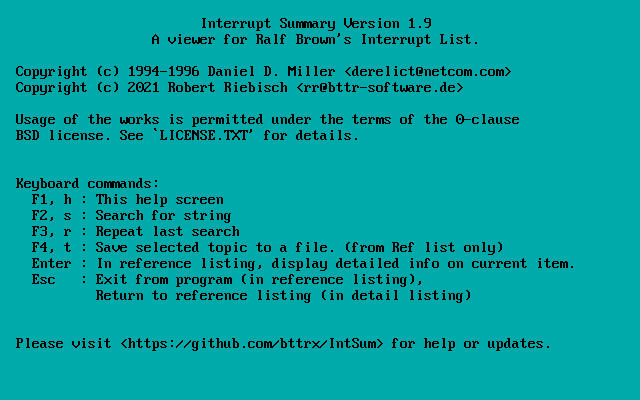 Interrupt Summary Version 1.9
A viewer for Ralf Brown's Interrupt List.
Copyright (c) 1994-1996 Daniel D. Miller <derelict@netcom.com>
Copyright (c) 2021 Robert Riebisch <rr@bttr-software.de>
Usage of the works is permitted under the terms of the 0-clause
BSD license. See `LICENSE.TXT' for details.
Keyboard commands:
F1, h : This help screen
F2, s : Search for string
F3, r : Repeat last search
F4, t : Save selected topic to a file. (from Ref list only)
Enter : In reference listing, display detailed info on current item.
Esc   : Exit from program (in reference listing),
Return to reference listing (in detail listing)
Please visit <https://github.com/bttrx/IntSum> for help or updates.